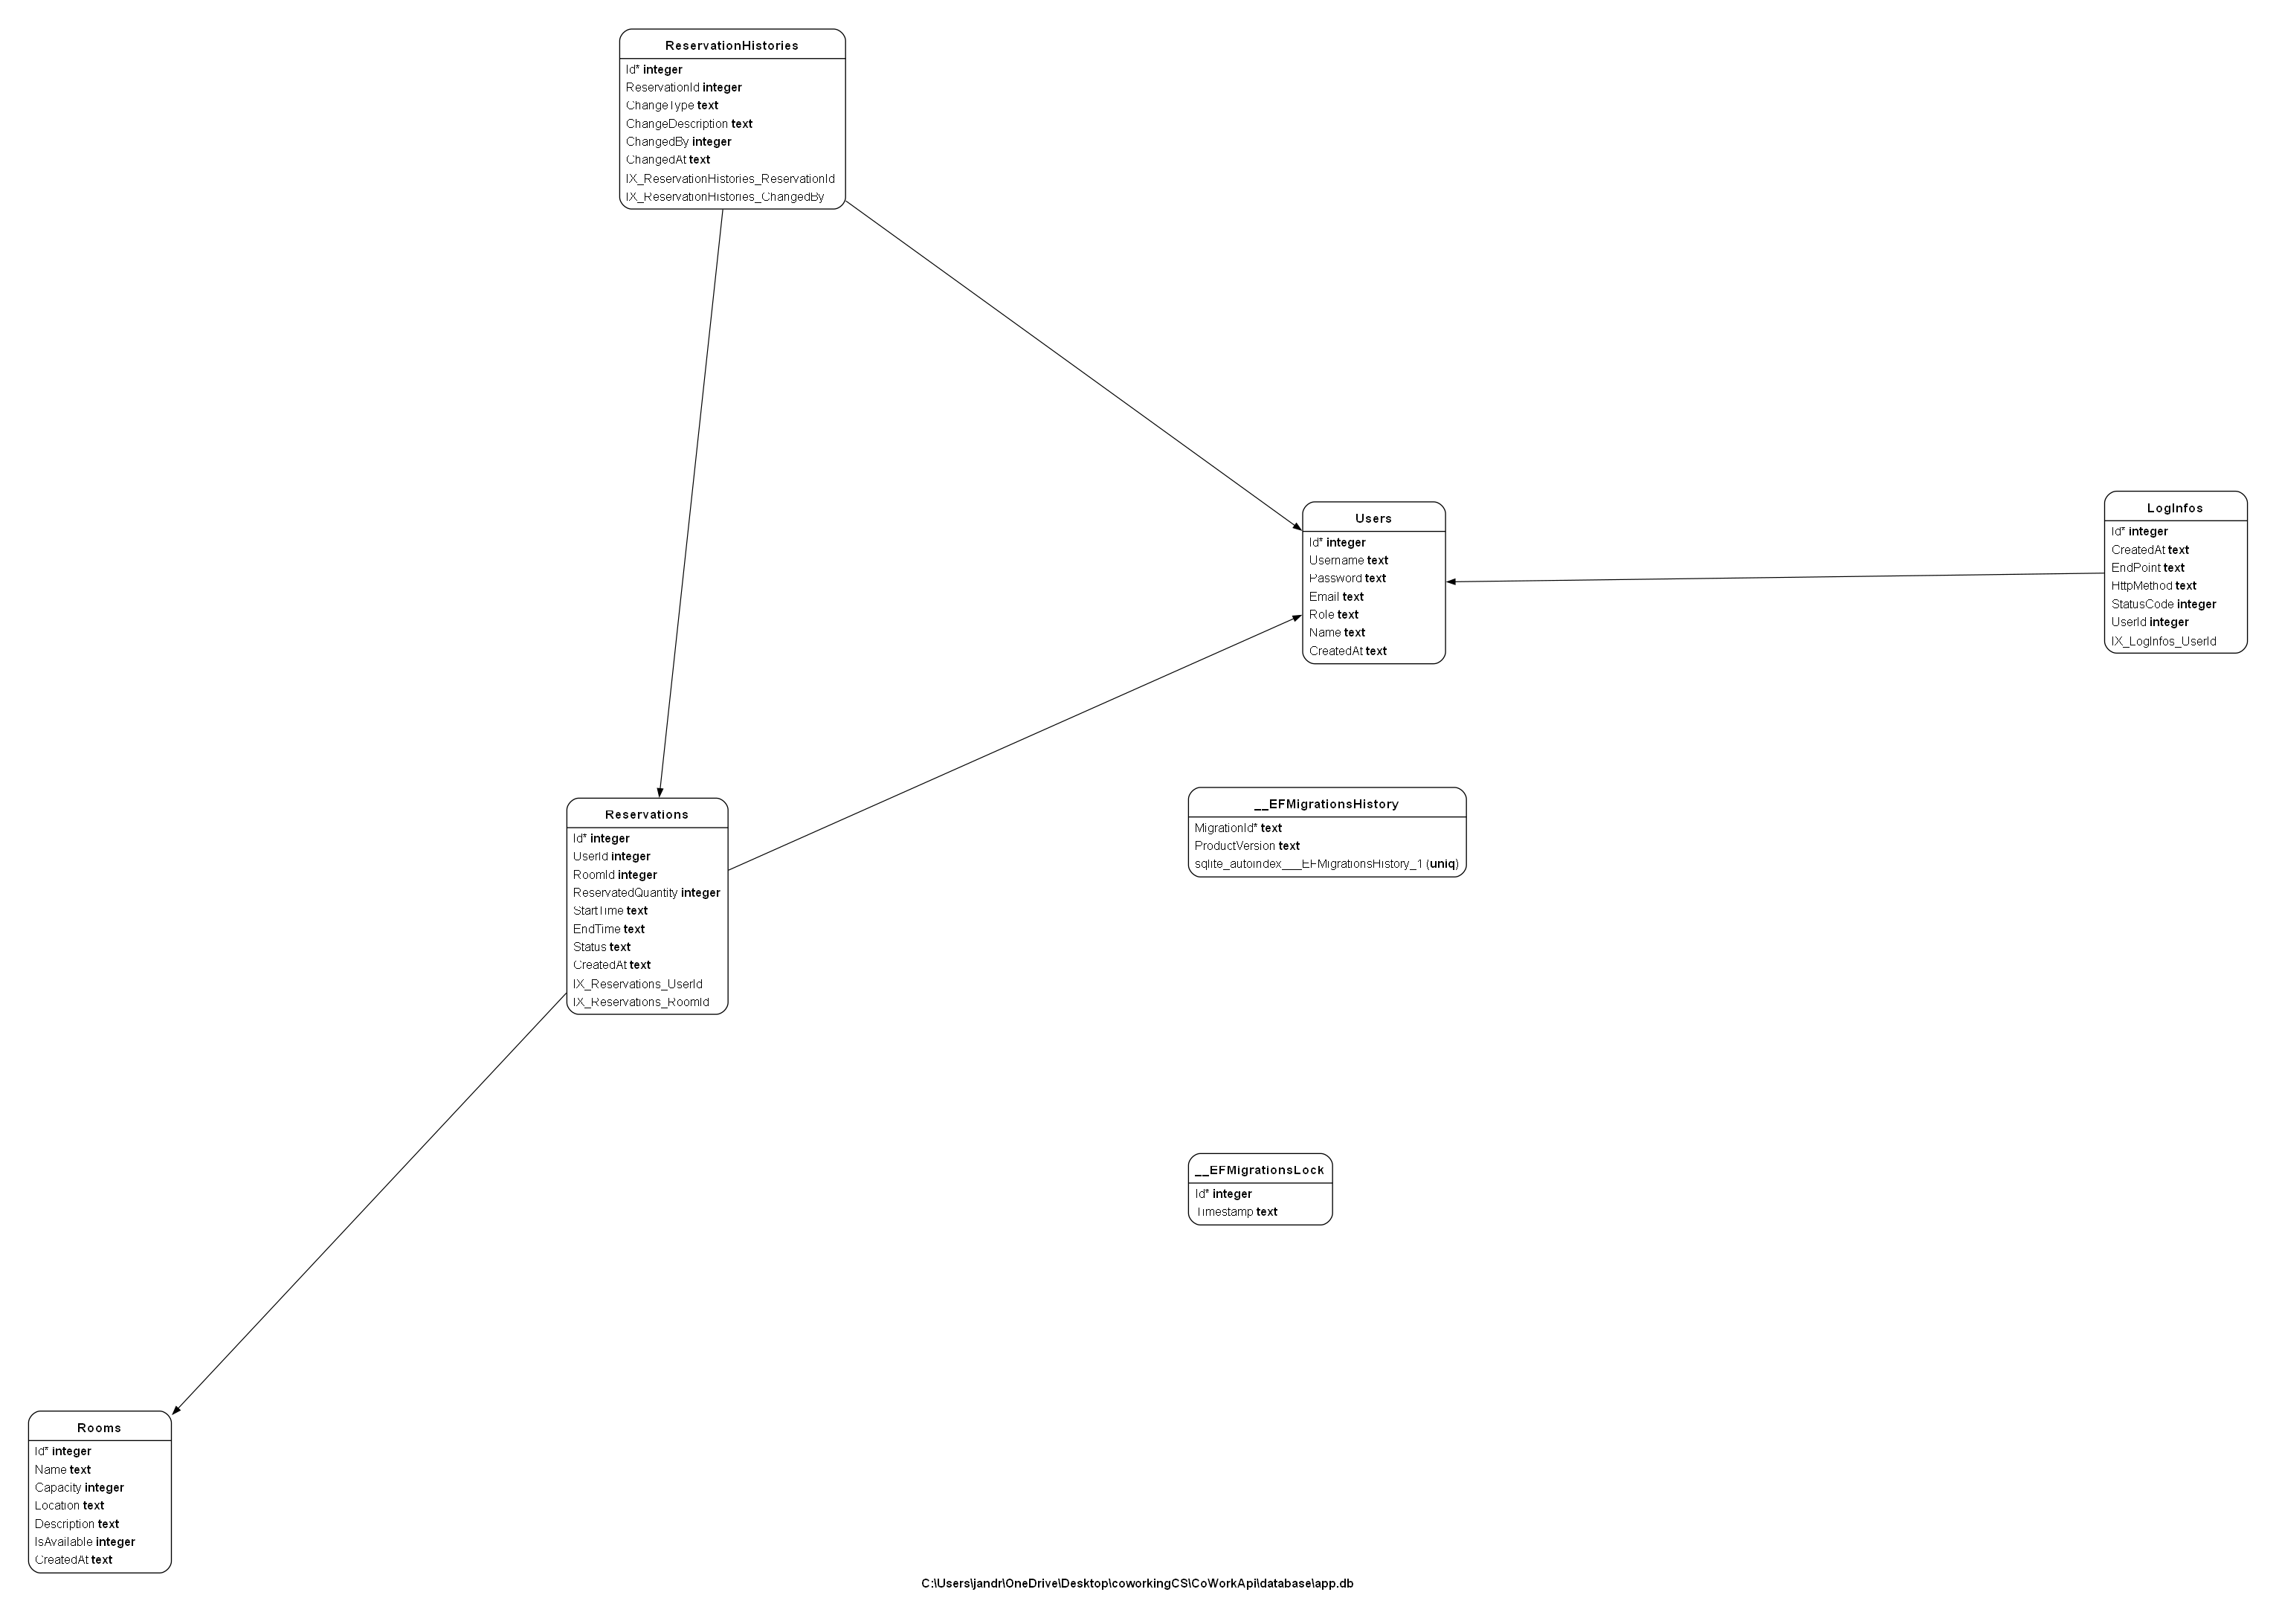 ReservationHistories
Id* integer
ReservationId integer
ChangeType text
ChangeDescription text
ChangedBy integer
ChangedAt text
IX_ReservationHistories_ReservationId
IX_ReservationHistories_ChangedBy
Users
Id* integer
Username text
Password text
Email text
Role text
Name text
CreatedAt text
LogInfos
Id* integer
CreatedAt text
EndPoint text
HttpMethod text
StatusCode integer
UserId integer
IX_LogInfos_UserId
Reservations
Id* integer
UserId integer
RoomId integer
ReservatedQuantity integer
StartTime text
EndTime text
Status text
CreatedAt text
IX_Reservations_UserId
IX_Reservations_RoomId
__EFMigrationsHistory
MigrationId* text
ProductVersion text
sqlite_autoindex___EFMigrationsHistory_1 (uniq)
__EFMigrationsLock
Id* integer
Timestamp text
Rooms
Id* integer
Name text
Capacity integer
Location text
Description text
IsAvailable integer
CreatedAt text
C:\Users\jandr\OneDrive\Desktop\coworkingCS\CoWorkApi\database\app.db